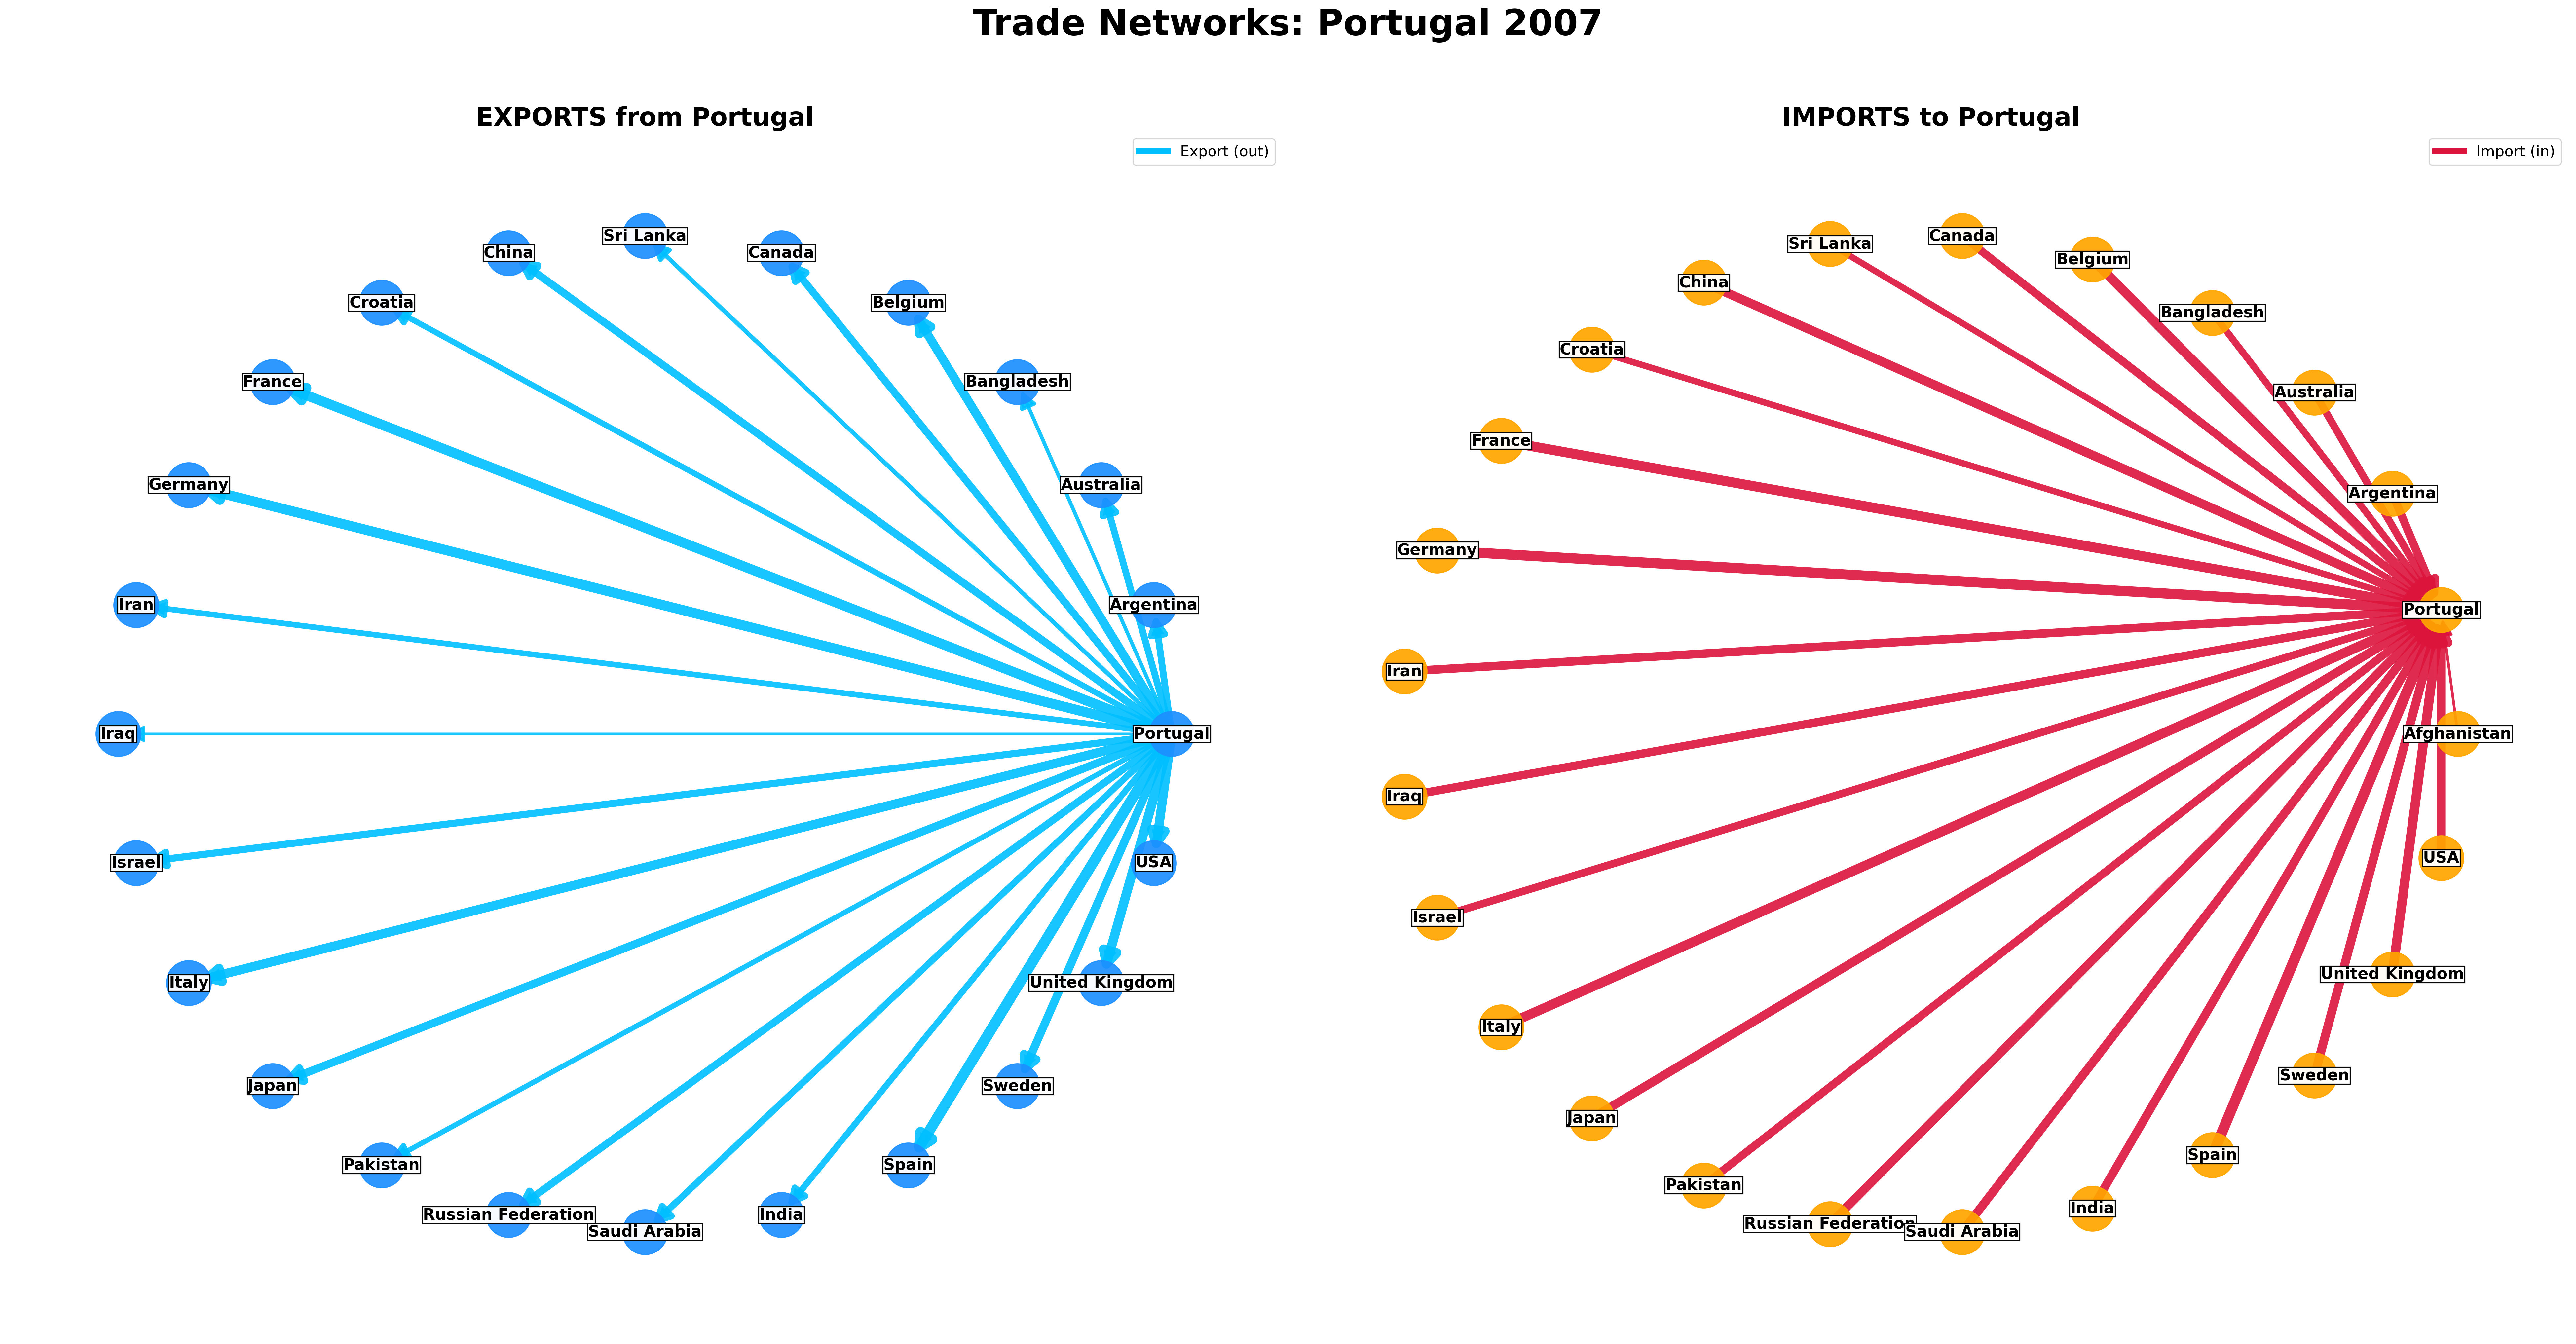 Trade Networks: Portugal 2007
EXPORTS from Portugal
Export (out)
Sri Lanka
China
Canada
Croatia
Belgium
France
Bangladesh
Germany
Australia
Iran
Argentina
Iraq
Portugal
Israel
USA
Italy
United Kingdom
Japan
Sweden
Pakistan
Spain
Russian Federation
India
Saudi Arabia
IMPORTS to Portugal
Import (in)
Canada
Sri Lanka
Belgium
China
Bangladesh
Croatia
Australia
France
Argentina
Germany
Portugal
Iran
Afghanistan
Iraq
USA
Israel
United Kingdom
Italy
Sweden
Japan
Spain
Pakistan
India
Russian Federation
Saudi Arabia